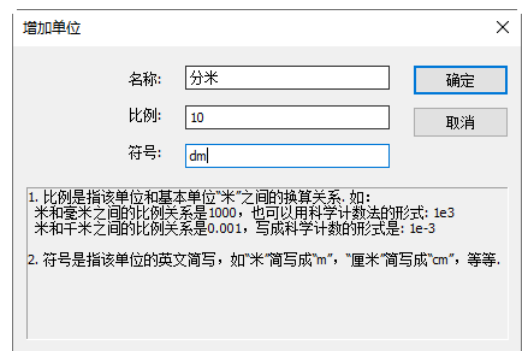 增加单位
名称: 分米 确定
比例: 10 取消
符号: dm
1. 比例是指该单位和基本单位"米"之间的换算关系. 如:
米和毫米之间的比例关系是1000，也可以用科学计数法的形式: 1e3
米和千米之间的比例关系是0.001，写成科学计数的形式是: 1e-3
2. 符号是指该单位的英文简写，如"米"简写成"m"，"厘米"简写成"cm"，等等.